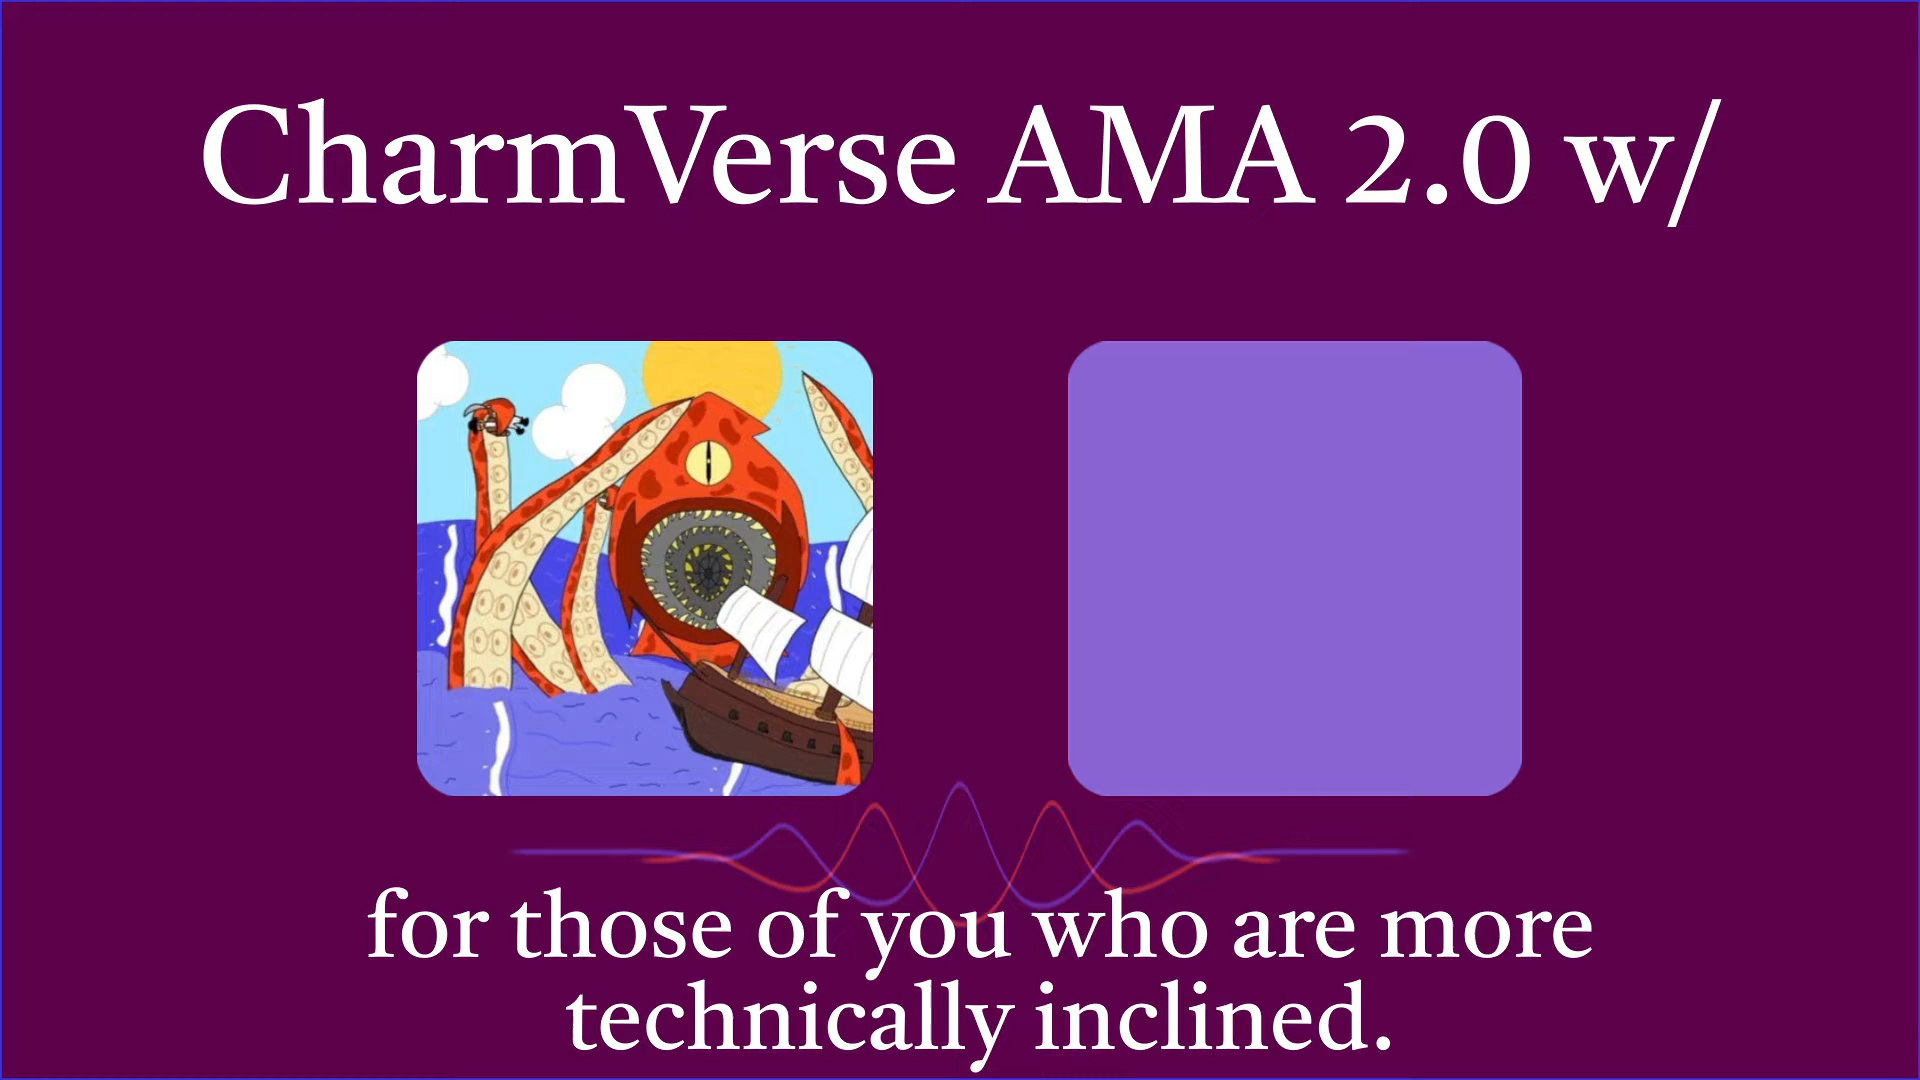 CharmVerse AMA 2.0 w/
for those of you who are more
technically inclined.